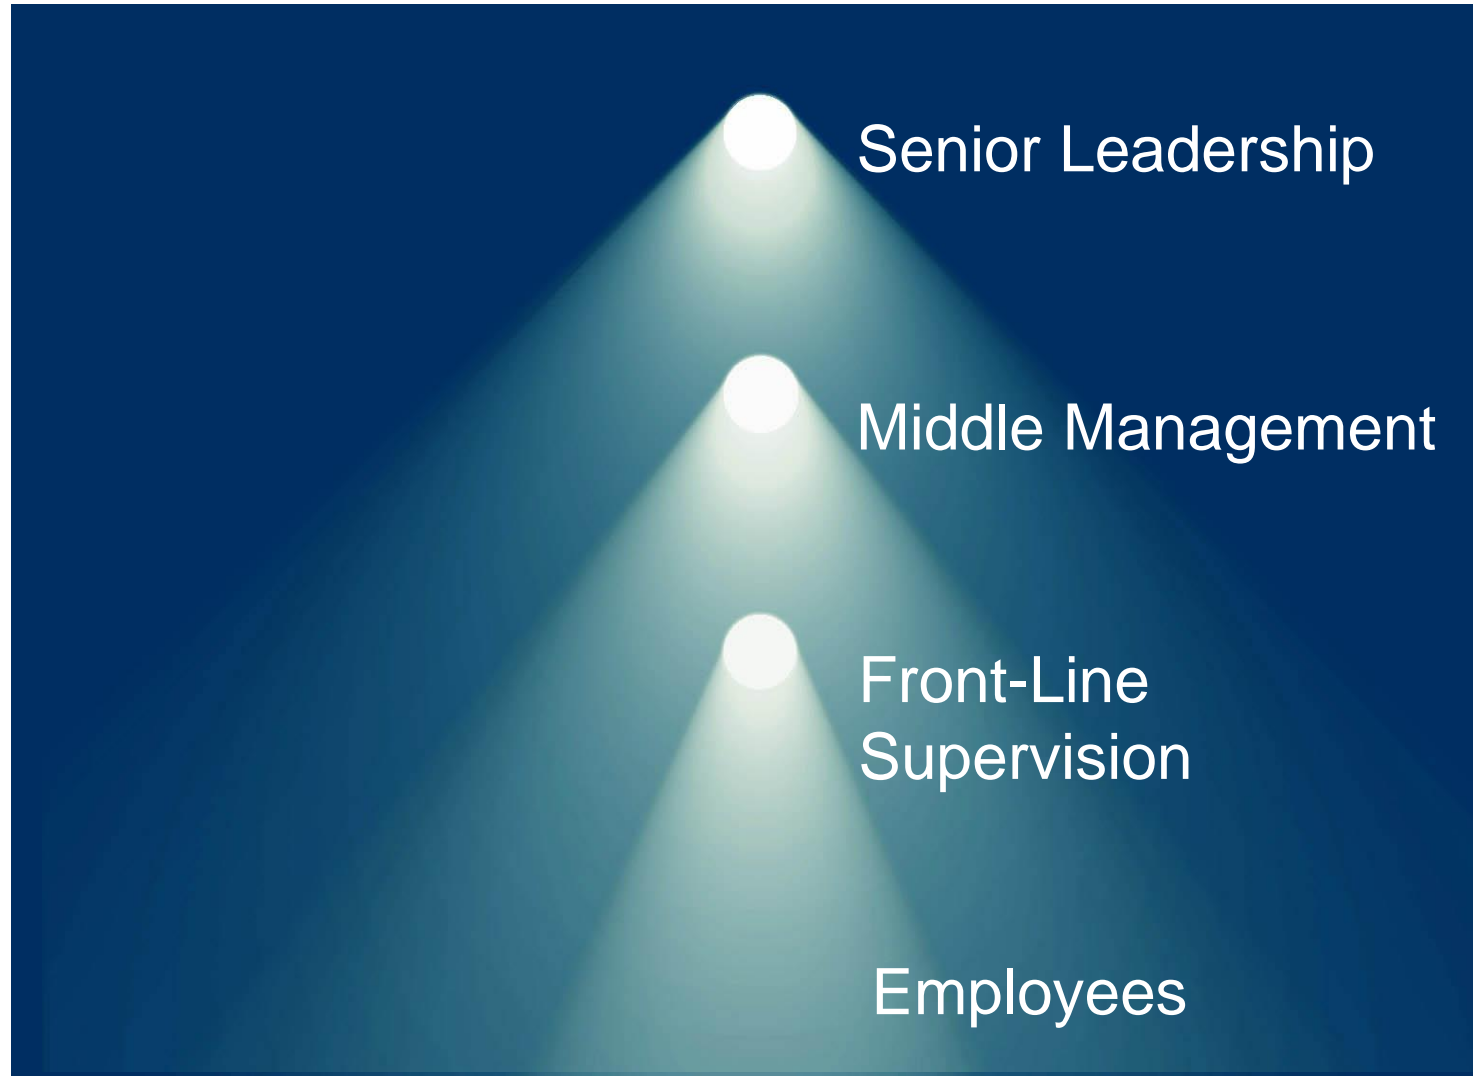 Senior Leadership
Middle Management
Front-Line
Supervision
Employees